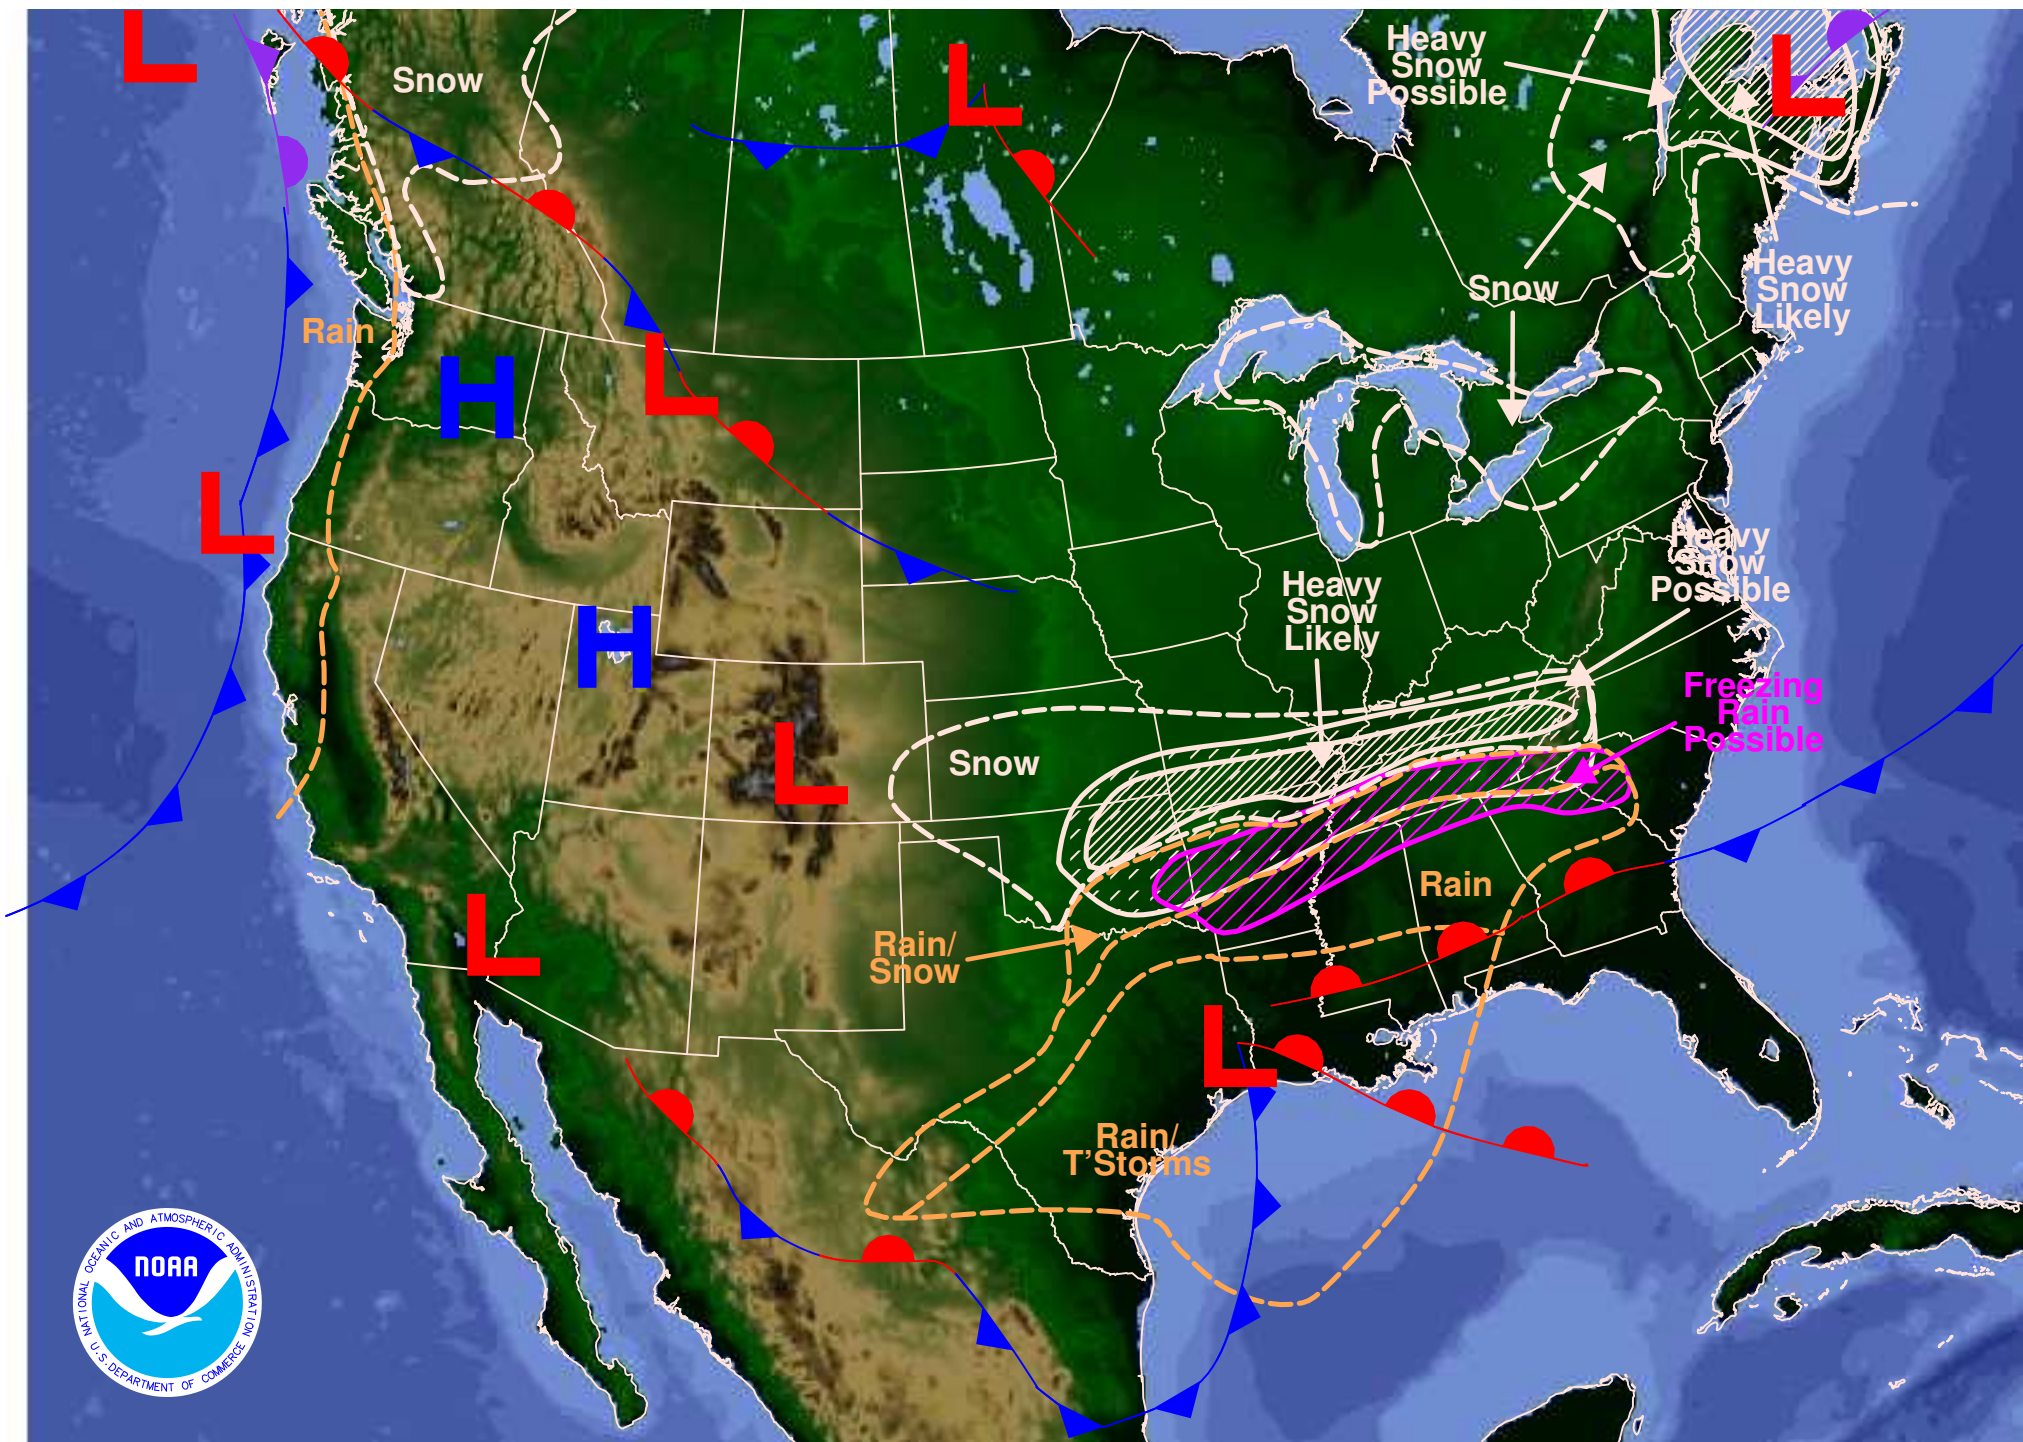 L
L
Snow
Heavy
Snow
Possible
L
Heavy
Snow
Likely
Snow
Rain
H
L
L
Heavy
Snow
Possible
Heavy
Snow
Likely
H
Freezing
Rain
Possible
Snow
L
Rain
L
Rain/
Snow
L
Rain/
T'Storms
NATIONAL OCEANIC AND ATMOSPHERIC ADMINISTRATION
NOAA
U.S. DEPARTMENT OF COMMERCE